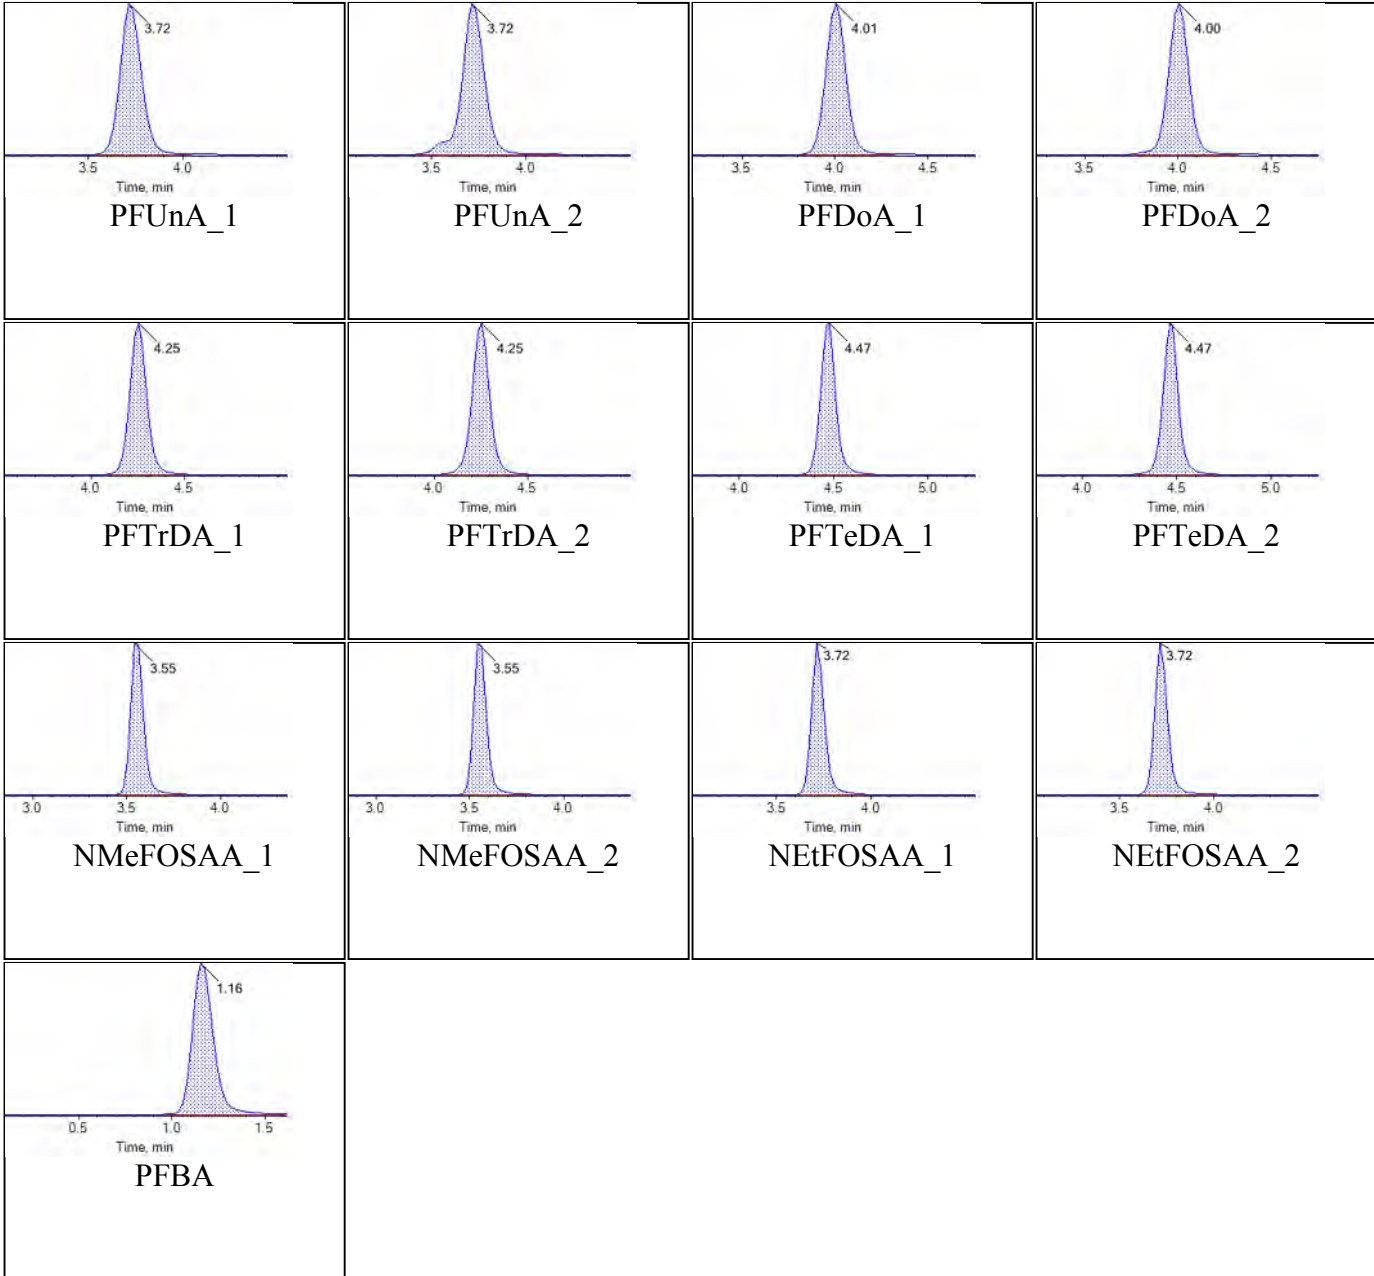 3.72
3.5 4.0
Time, min
PFUnA_1
3.72
3.5 4.0
Time, min
PFUnA_2
4.01
3.5 4.0 4.5
Time, min
PFDoA_1
4.00
3.5 4.0 4.5
Time, min
PFDoA_2
4.25
4.0 4.5
Time, min
PFTrDA_1
4.25
4.0 4.5
Time, min
PFTrDA_2
4.47
4.0 4.5 5.0
Time, min
PFTeDA_1
4.47
4.0 4.5 5.0
Time, min
PFTeDA_2
3.55
3.0 3.5 4.0
Time, min
NMeFOSAA_1
3.55
3.0 3.5 4.0
Time, min
NMeFOSAA_2
3.72
3.5 4.0
Time, min
NEtFOSAA_1
3.72
3.5 4.0
Time, min
NEtFOSAA_2
1.16
0.5 1.0 1.5
Time, min
PFBA